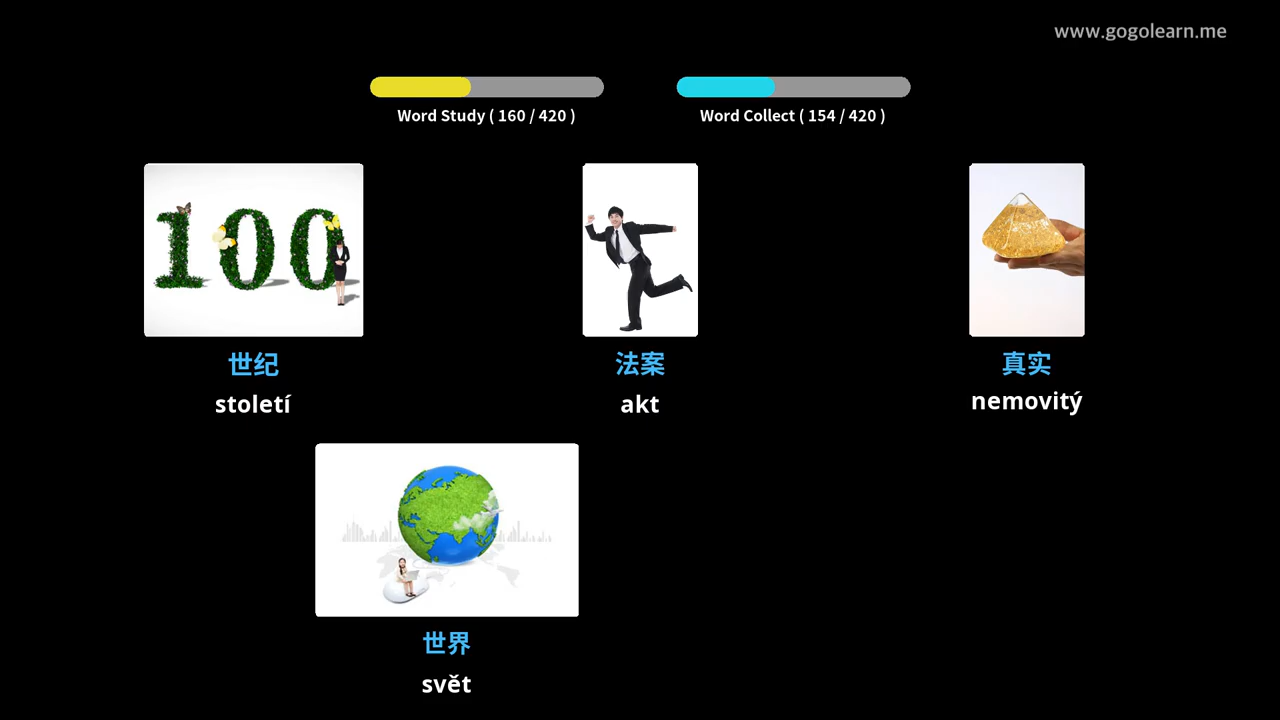 www.gogolearn.me
Word Study ( 160 / 420 )
Word Collect ( 154 / 420 )
100
世纪
století
法案
akt
真实
nemovitý
世界
svět